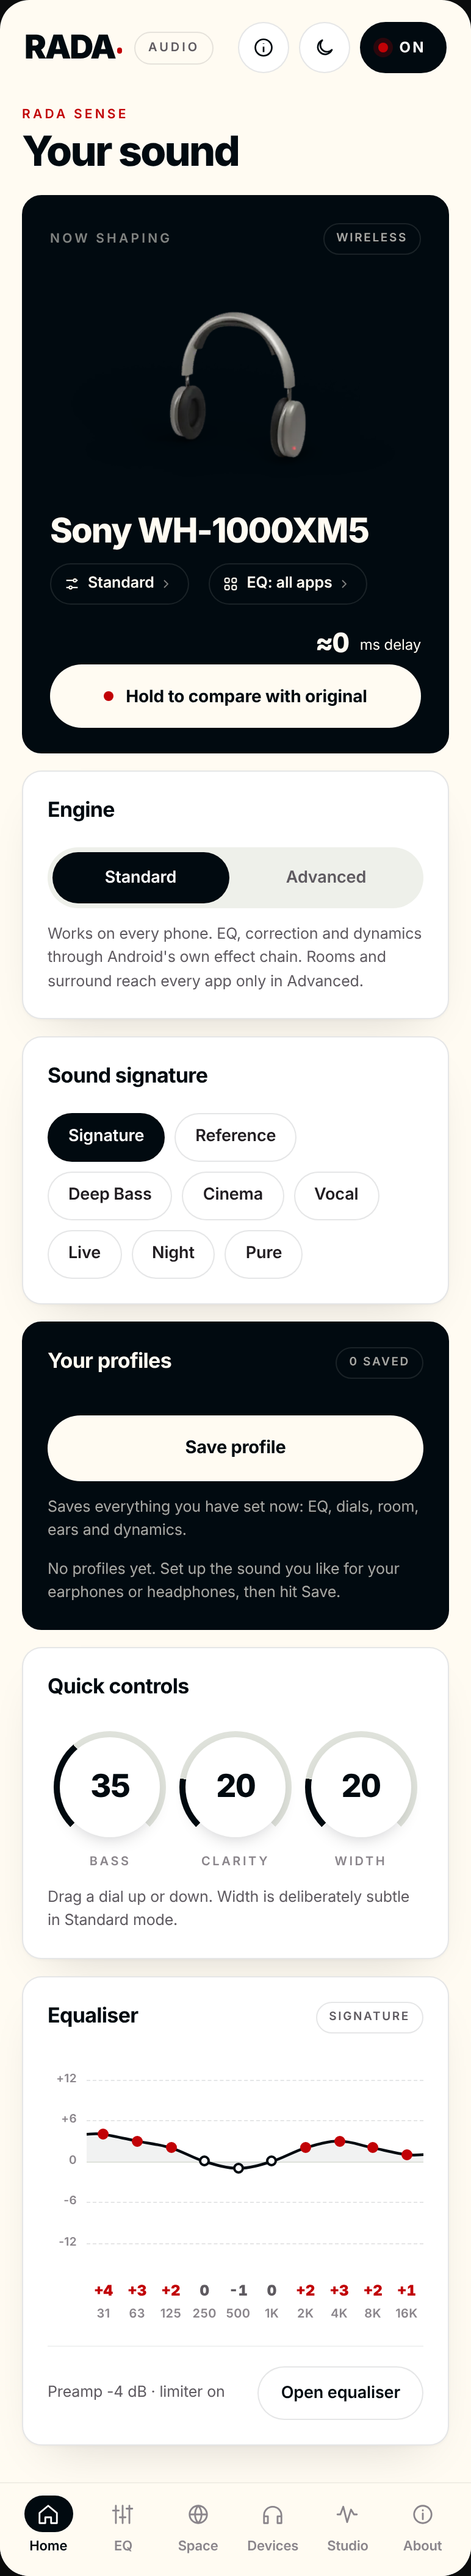 RADA. AUDIO ON
RADA SENSE
Your sound
NOW SHAPING WIRELESS
Sony WH-1000XM5
Standard EQ: all apps
≈0 ms delay
Hold to compare with original
Engine
Standard Advanced
Works on every phone. EQ, correction and dynamics
through Android's own effect chain. Rooms and
surround reach every app only in Advanced.
Sound signature
Signature Reference
Deep Bass Cinema Vocal
Live Night Pure
Your profiles 0 SAVED
Save profile
Saves everything you have set now: EQ, dials, room,
ears and dynamics.
No profiles yet. Set up the sound you like for your
earphones or headphones, then hit Save.
Quick controls
35 20 20
BASS CLARITY WIDTH
Drag a dial up or down. Width is deliberately subtle
in Standard mode.
Equaliser SIGNATURE
+12
+6
0
-6
-12
+4 +3 +2 0 -1 0 +2 +3 +2 +1
31 63 125 250 500 1K 2K 4K 8K 16K
Preamp -4 dB · limiter on Open equaliser
Home EQ Space Devices Studio About